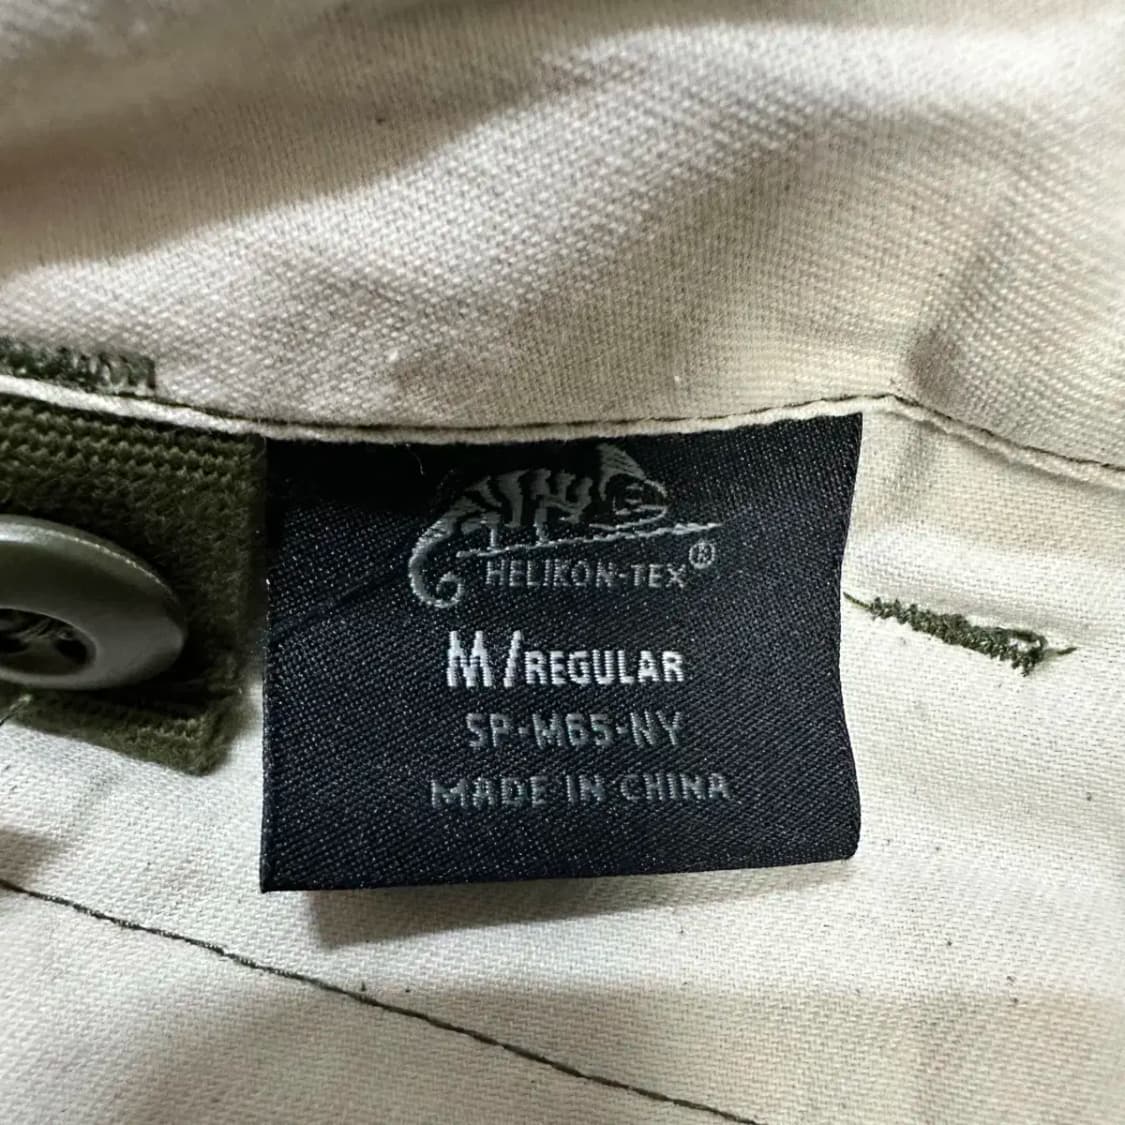 HELIKON-TEX®
M/REGULAR
SP-M65-NY
MADE IN CHINA